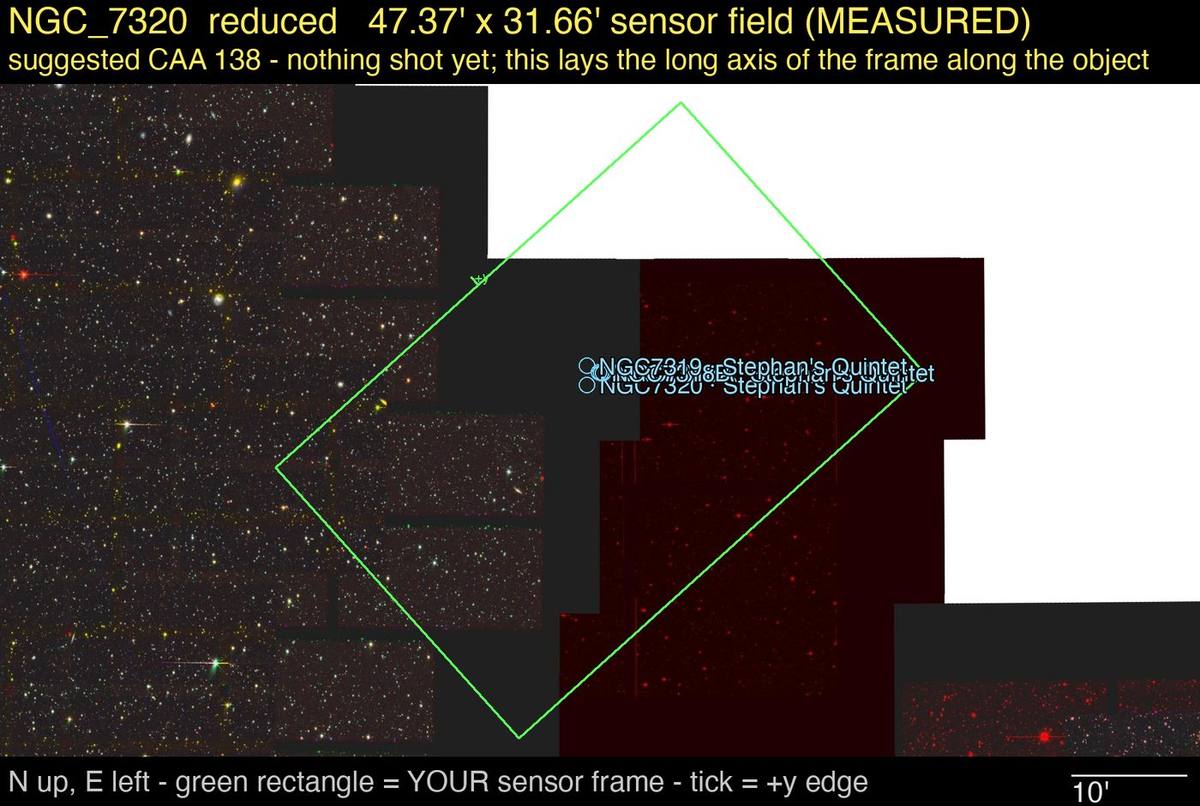 NGC_7320 reduced 47.37' x 31.66' sensor field (MEASURED)
suggested CAA 138 - nothing shot yet; this lays the long axis of the frame along the object
+y
NGC7319 · Stephan's Quintet
Stephan's Quintet
NGC7320 · Stephan's Quintet
N up, E left - green rectangle = YOUR sensor frame - tick = +y edge
10'